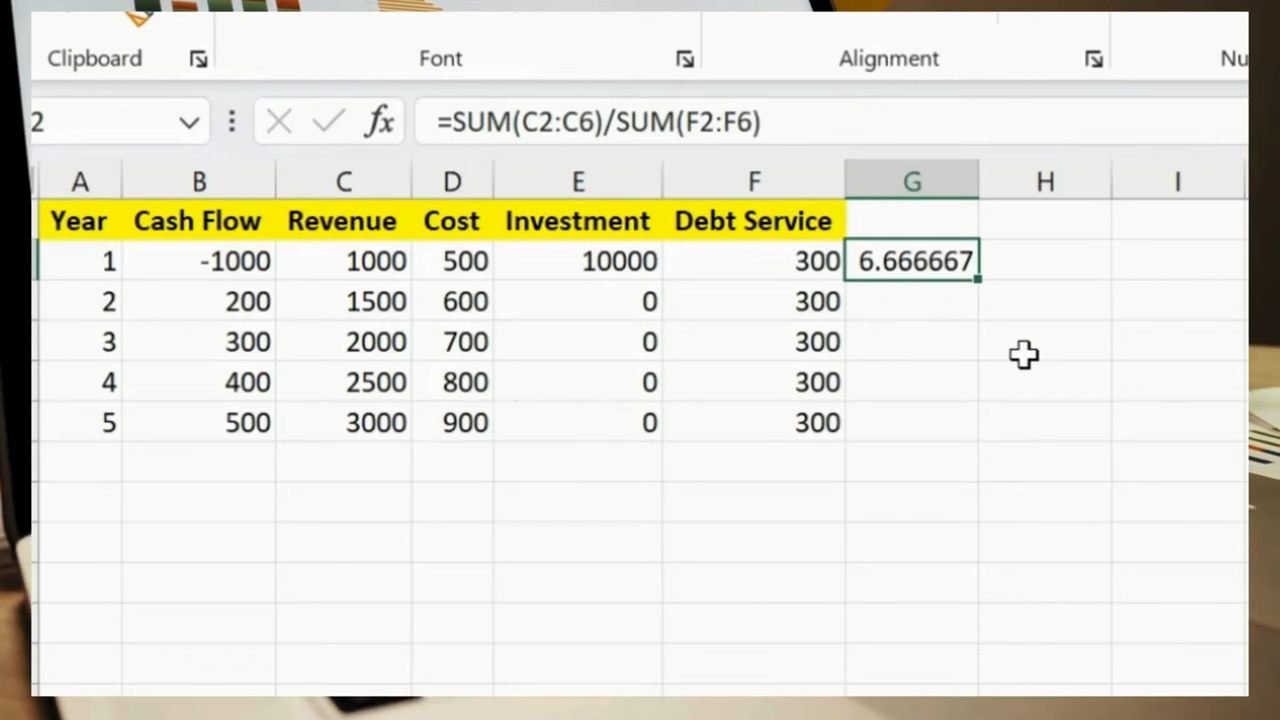 Clipboard Font Alignment Nu
2 fx =SUM(C2:C6)/SUM(F2:F6)
A B C D E F G H I
Year Cash Flow Revenue Cost Investment Debt Service
1 -1000 1000 500 10000 300 6.666667
2 200 1500 600 0 300
3 300 2000 700 0 300
4 400 2500 800 0 300
5 500 3000 900 0 300